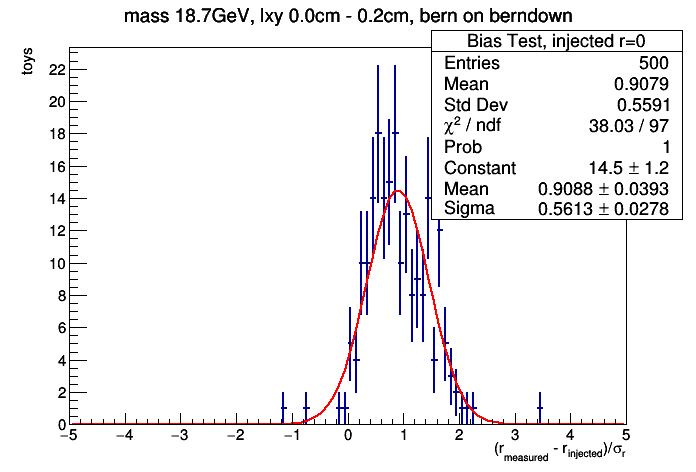 mass 18.7GeV, lxy 0.0cm - 0.2cm, bern on berndown
toys
Bias Test, injected r=0
Entries 500
Mean 0.9079
Std Dev 0.5591
χ² / ndf 38.03 / 97
Prob 1
Constant 14.5 ± 1.2
Mean 0.9088 ± 0.0393
Sigma 0.5613 ± 0.0278
22
20
18
16
14
12
10
8
6
4
2
0
−5 −4 −3 −2 −1 0 1 2 3 4 5
(r_measured - r_injected)/σ_r